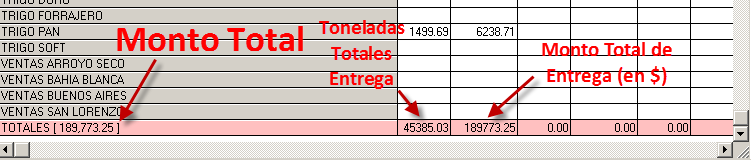 TRIGO FORRAJERO
TRIGO PAN 1499.69 6238.71
TRIGO SOFT
VENTAS ARROYO SECO
VENTAS BAHIA BLANCA
VENTAS BUENOS AIRES
VENTAS SAN LORENZO
TOTALES [ 189,773.25 ] 45385.03 189773.25 0.00 0.00 0.00
Monto Total
Toneladas
Totales
Entrega
Monto Total de
Entrega (en $)